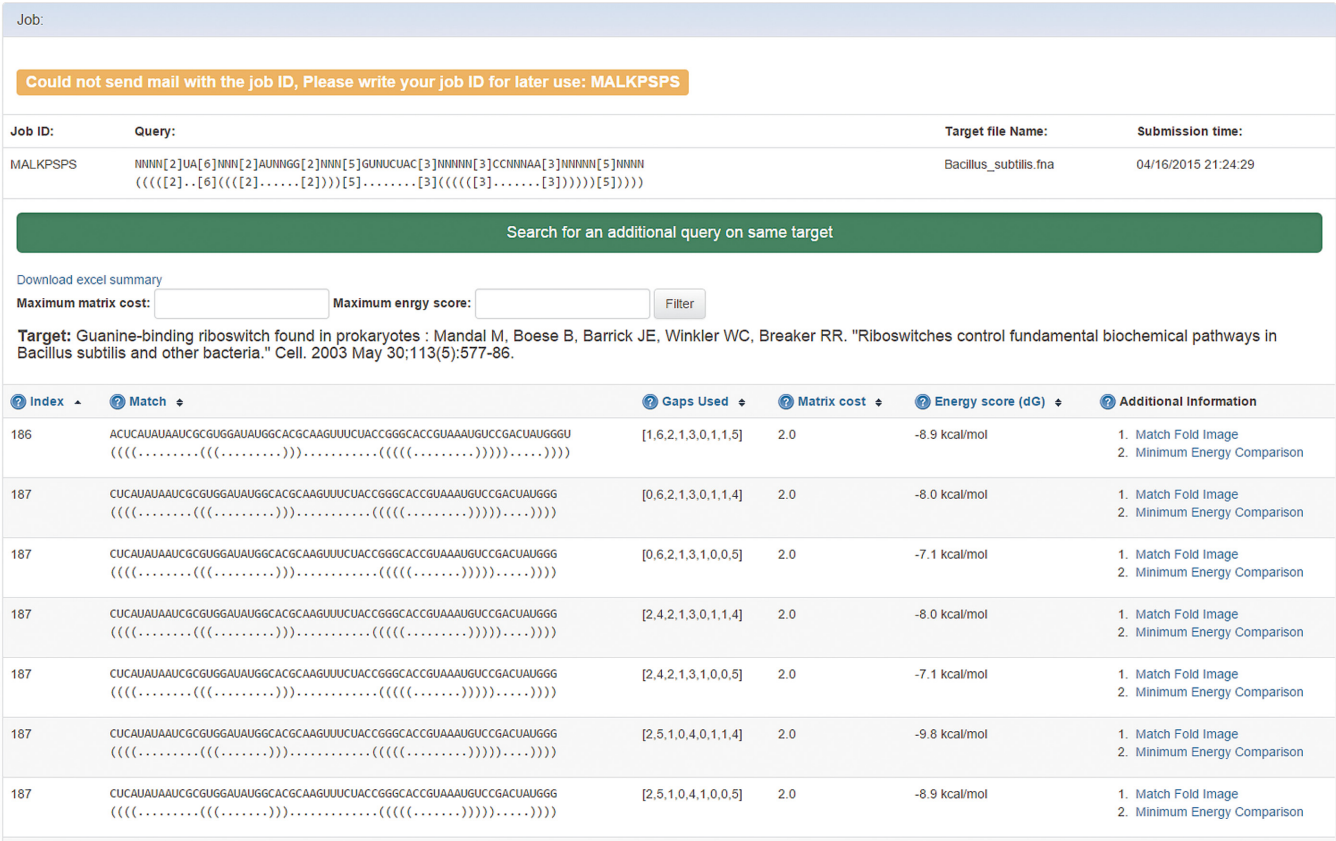 Job:
Could not send mail with the job ID, Please write your job ID for later use: MALKPSPS
Job ID: Query: Target file Name: Submission time:
MALKPSPS NNNN[2]UA[6]NNN[2]AUNNGG[2]NNN[5]GUNUCUAC[3]NNNNN[3]CCNNNAA[3]NNNNN[5]NNNN Bacillus_subtilis.fna 04/16/2015 21:24:29
(((([2]..[6]((([2]......[2])))[5]........[3]((((([3].......[3])))))[5]))))
Search for an additional query on same target
Download excel summary
Maximum matrix cost: Maximum enrgy score: Filter
Target: Guanine-binding riboswitch found in prokaryotes : Mandal M, Boese B, Barrick JE, Winkler WC, Breaker RR. "Riboswitches control fundamental biochemical pathways in
Bacillus subtilis and other bacteria." Cell. 2003 May 30;113(5):577-86.
? Index ? Match ? Gaps Used ? Matrix cost ? Energy score (dG) ? Additional Information
186 ACUCAUAUAAUCGCGUGGAUAUGGCACGCAAGUUUCUACCGGGCACCGUAAAUGUCCGACUAUGGGU [1,6,2,1,3,0,1,1,5] 2.0 -8.9 kcal/mol 1. Match Fold Image
((((.........(((.........)))...........(((((.........))))).....)))) 2. Minimum Energy Comparison
187 CUCAUAUAAUCGCGUGGAUAUGGCACGCAAGUUUCUACCGGGCACCGUAAAUGUCCGACUAUGGG [0,6,2,1,3,0,1,1,4] 2.0 -8.0 kcal/mol 1. Match Fold Image
((((........(((.........)))...........(((((.........)))))....)))) 2. Minimum Energy Comparison
187 CUCAUAUAAUCGCGUGGAUAUGGCACGCAAGUUUCUACCGGGCACCGUAAAUGUCCGACUAUGGG [0,6,2,1,3,1,0,0,5] 2.0 -7.1 kcal/mol 1. Match Fold Image
((((........(((.........)))............(((((.......))))).....)))) 2. Minimum Energy Comparison
187 CUCAUAUAAUCGCGUGGAUAUGGCACGCAAGUUUCUACCGGGCACCGUAAAUGUCCGACUAUGGG [2,4,2,1,3,0,1,1,4] 2.0 -8.0 kcal/mol 1. Match Fold Image
((((........(((.........)))...........(((((.........)))))....)))) 2. Minimum Energy Comparison
187 CUCAUAUAAUCGCGUGGAUAUGGCACGCAAGUUUCUACCGGGCACCGUAAAUGUCCGACUAUGGG [2,4,2,1,3,1,0,0,5] 2.0 -7.1 kcal/mol 1. Match Fold Image
((((........(((.........)))............(((((.......))))).....)))) 2. Minimum Energy Comparison
187 CUCAUAUAAUCGCGUGGAUAUGGCACGCAAGUUUCUACCGGGCACCGUAAAUGUCCGACUAUGGG [2,5,1,0,4,0,1,1,4] 2.0 -9.8 kcal/mol 1. Match Fold Image
((((.........(((.......)))............(((((.........)))))....)))) 2. Minimum Energy Comparison
187 CUCAUAUAAUCGCGUGGAUAUGGCACGCAAGUUUCUACCGGGCACCGUAAAUGUCCGACUAUGGG [2,5,1,0,4,1,0,0,5] 2.0 -8.9 kcal/mol 1. Match Fold Image
((((.........(((.......))).............(((((.......))))).....)))) 2. Minimum Energy Comparison